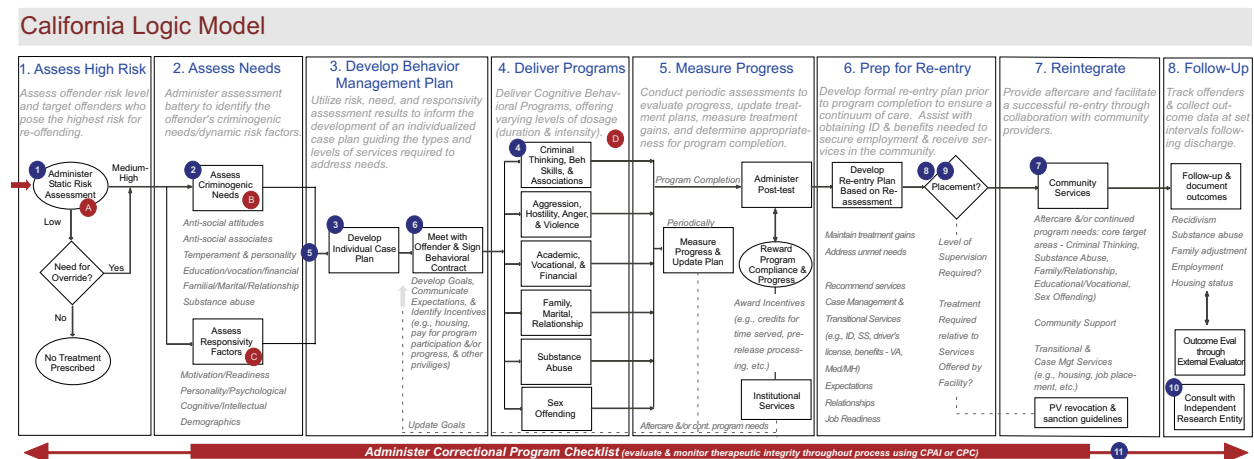 California Logic Model
1. Assess High Risk
Assess offender risk level
and target offenders who
pose the highest risk for
re-offending.
1
Administer
Static Risk
Assessment
A
Medium-
High
Low
Need for
Override?
Yes
No
No Treatment
Prescribed
2. Assess Needs
Administer assessment
battery to identify the
offender's criminogenic
needs/dynamic risk factors.
2
Assess
Criminogenic
Needs
B
Anti-social attitudes
Anti-social associates
Temperament & personality
Education/vocation/financial
Familial/Marital/Relationship
Substance abuse
Assess
Responsivity
Factors
C
Motivation/Readiness
Personality/Psychological
Cognitive/Intellectual
Demographics
3. Develop Behavior
Management Plan
Utilize risk, need, and responsivity
assessment results to inform the
development of an individualized
case plan guiding the types and
levels of services required to
address needs.
5
3
Develop
Individual Case
Plan
6
Meet with
Offender & Sign
Behavioral
Contract
Develop Goals,
Communicate
Expectations, &
Identify Incentives
(e.g., housing,
pay for program
participation &/or
progress, & other
priviliges)
Update Goals
4. Deliver Programs
Deliver Cognitive Behav-
ioral Programs, offering
varying levels of dosage
(duration & intensity).
D
4
Criminal
Thinking, Beh
Skills, &
Associations
Aggression,
Hostility, Anger,
& Violence
Academic,
Vocational, &
Financial
Family,
Marital,
Relationship
Substance
Abuse
Sex
Offending
5. Measure Progress
Conduct periodic assessments to
evaluate progress, update treat-
ment plans, measure treatment
gains, and determine appropriate-
ness for program completion.
Program Completion
Administer
Post-test
Periodically
Measure
Progress &
Update Plan
Reward
Program
Compliance &
Progress
Award Incentives
(e.g., credits for
time served, pre-
release process-
ing, etc.)
Institutional
Services
Aftercare &/or cont. program needs
6. Prep for Re-entry
Develop formal re-entry plan prior
to program completion to ensure a
continuum of care. Assist with
obtaining ID & benefits needed to
secure employment & receive ser-
vices in the community.
Develop
Re-entry Plan
Based on Re-
assessment
8
9
Placement?
Maintain treatment gains
Address unmet needs
Recommend services
Case Management &
Transitional Services
(e.g., ID, SS, driver's
license, benefits - VA,
Med/MH)
Expectations
Relationships
Job Readiness
Level of
Supervision
Required?
Treatment
Required
relative to
Services
Offered by
Facility?
7. Reintegrate
Provide aftercare and facilitate
a successful re-entry through
collaboration with community
providers.
7
Community
Services
Aftercare &/or continued
program needs: core target
areas - Criminal Thinking,
Substance Abuse,
Family/Relationship,
Educational/Vocational,
Sex Offending)
Community Support
Transitional &
Case Mgt Services
(e.g., housing, job place-
ment, etc.)
PV revocation &
sanction guidelines
8. Follow-Up
Track offenders
& collect out-
come data at set
intervals follow-
ing discharge.
Follow-up &
document
outcomes
Recidivism
Substance abuse
Family adjustment
Employment
Housing status
Outcome Eval
through
External Evaluator
10
Consult with
Independent
Research Entity
Administer Correctional Program Checklist (evaluate & monitor therapeutic integrity throughout process using CPAI or CPC)
11